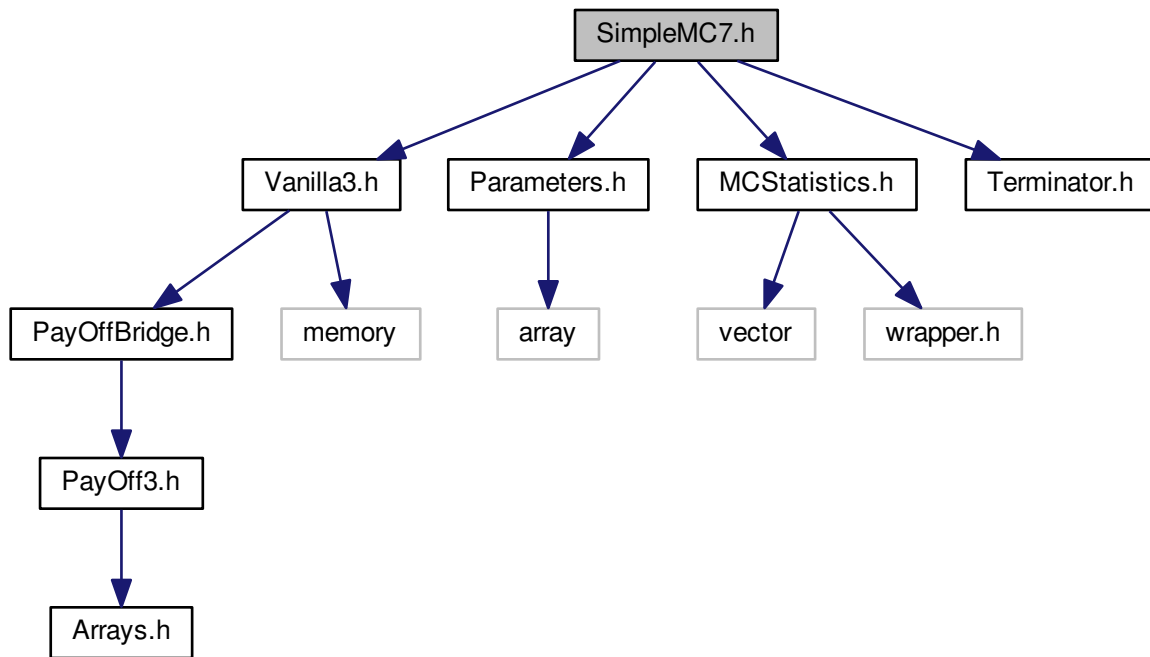 SimpleMC7.h
Vanilla3.h
Parameters.h
MCStatistics.h
Terminator.h
PayOffBridge.h
memory
array
vector
wrapper.h
PayOff3.h
Arrays.h